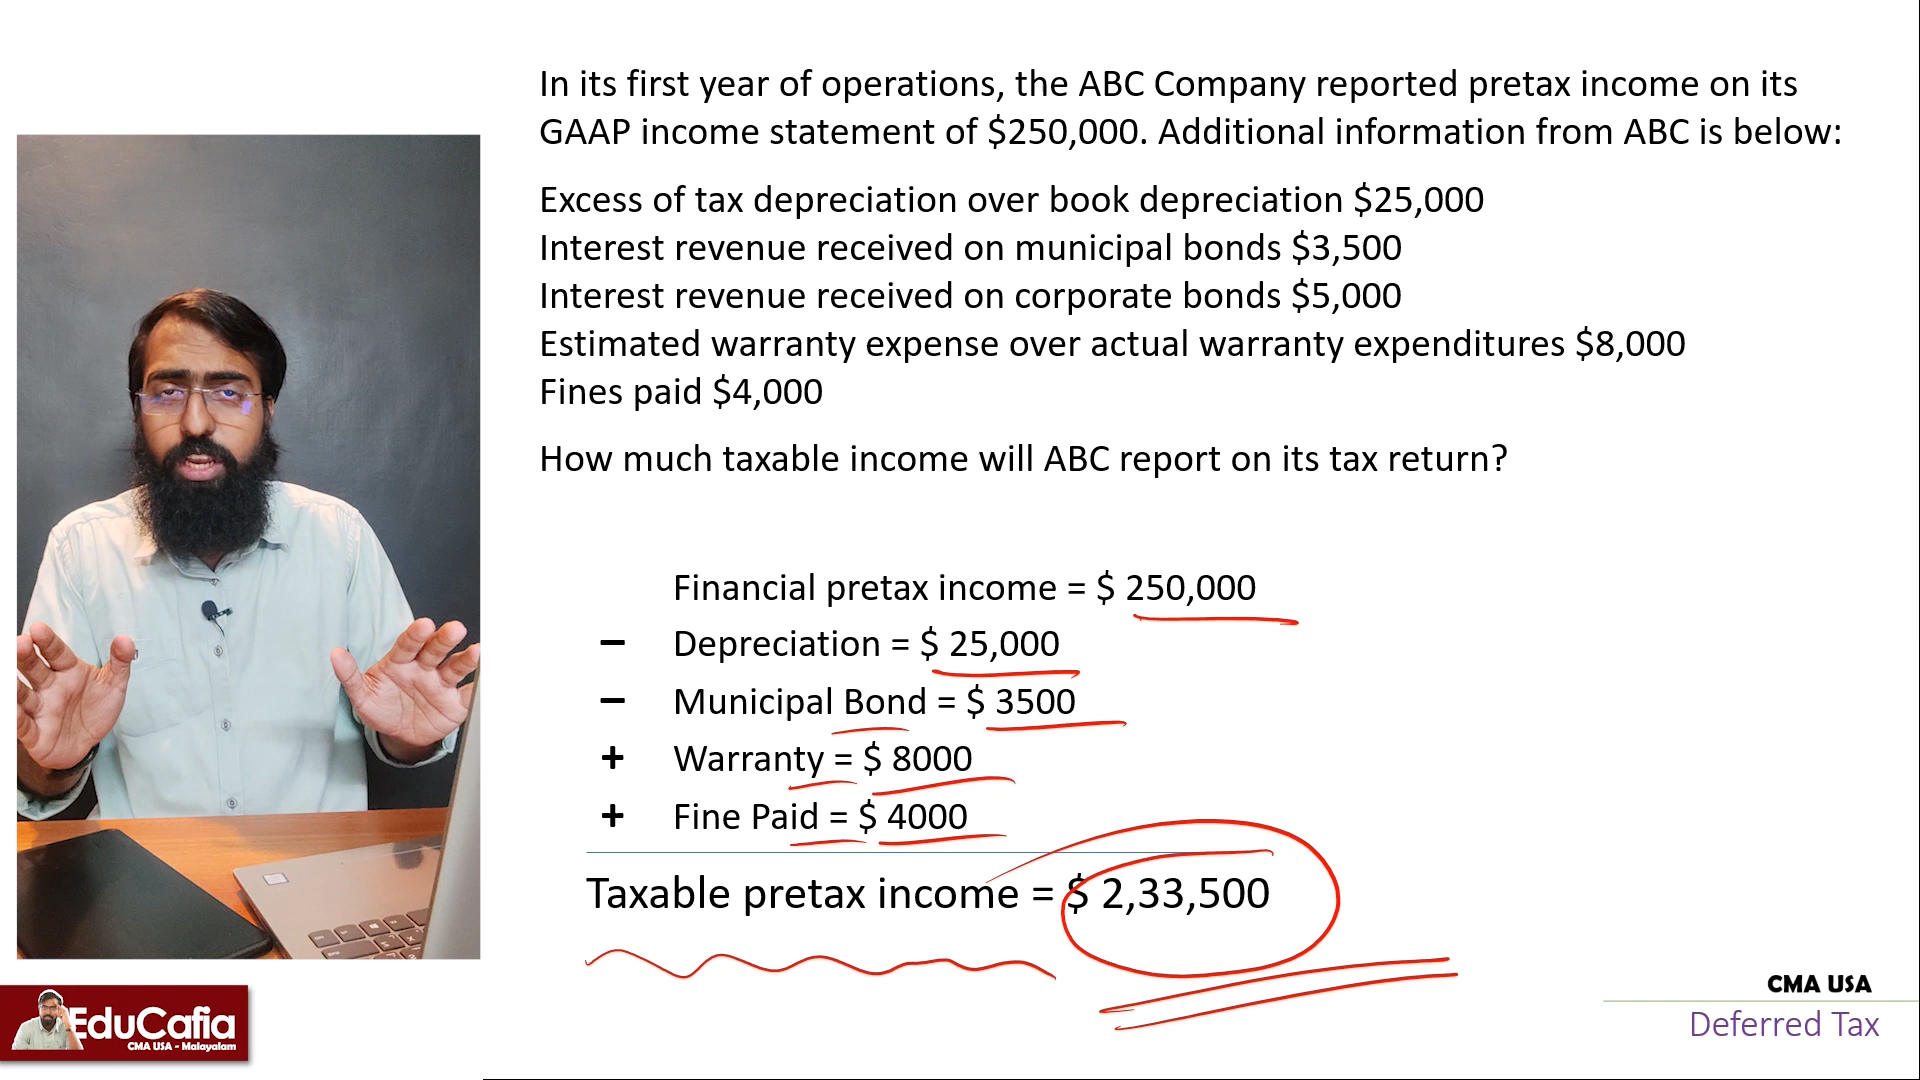 In its first year of operations, the ABC Company reported pretax income on its
GAAP income statement of $250,000. Additional information from ABC is below:
Excess of tax depreciation over book depreciation $25,000
Interest revenue received on municipal bonds $3,500
Interest revenue received on corporate bonds $5,000
Estimated warranty expense over actual warranty expenditures $8,000
Fines paid $4,000
How much taxable income will ABC report on its tax return?
Financial pretax income = $ 250,000
– Depreciation = $ 25,000
– Municipal Bond = $ 3500
+ Warranty = $ 8000
+ Fine Paid = $ 4000
Taxable pretax income = $ 2,33,500
EduCafia
CMA USA - Malayalam
CMA USA
Deferred Tax